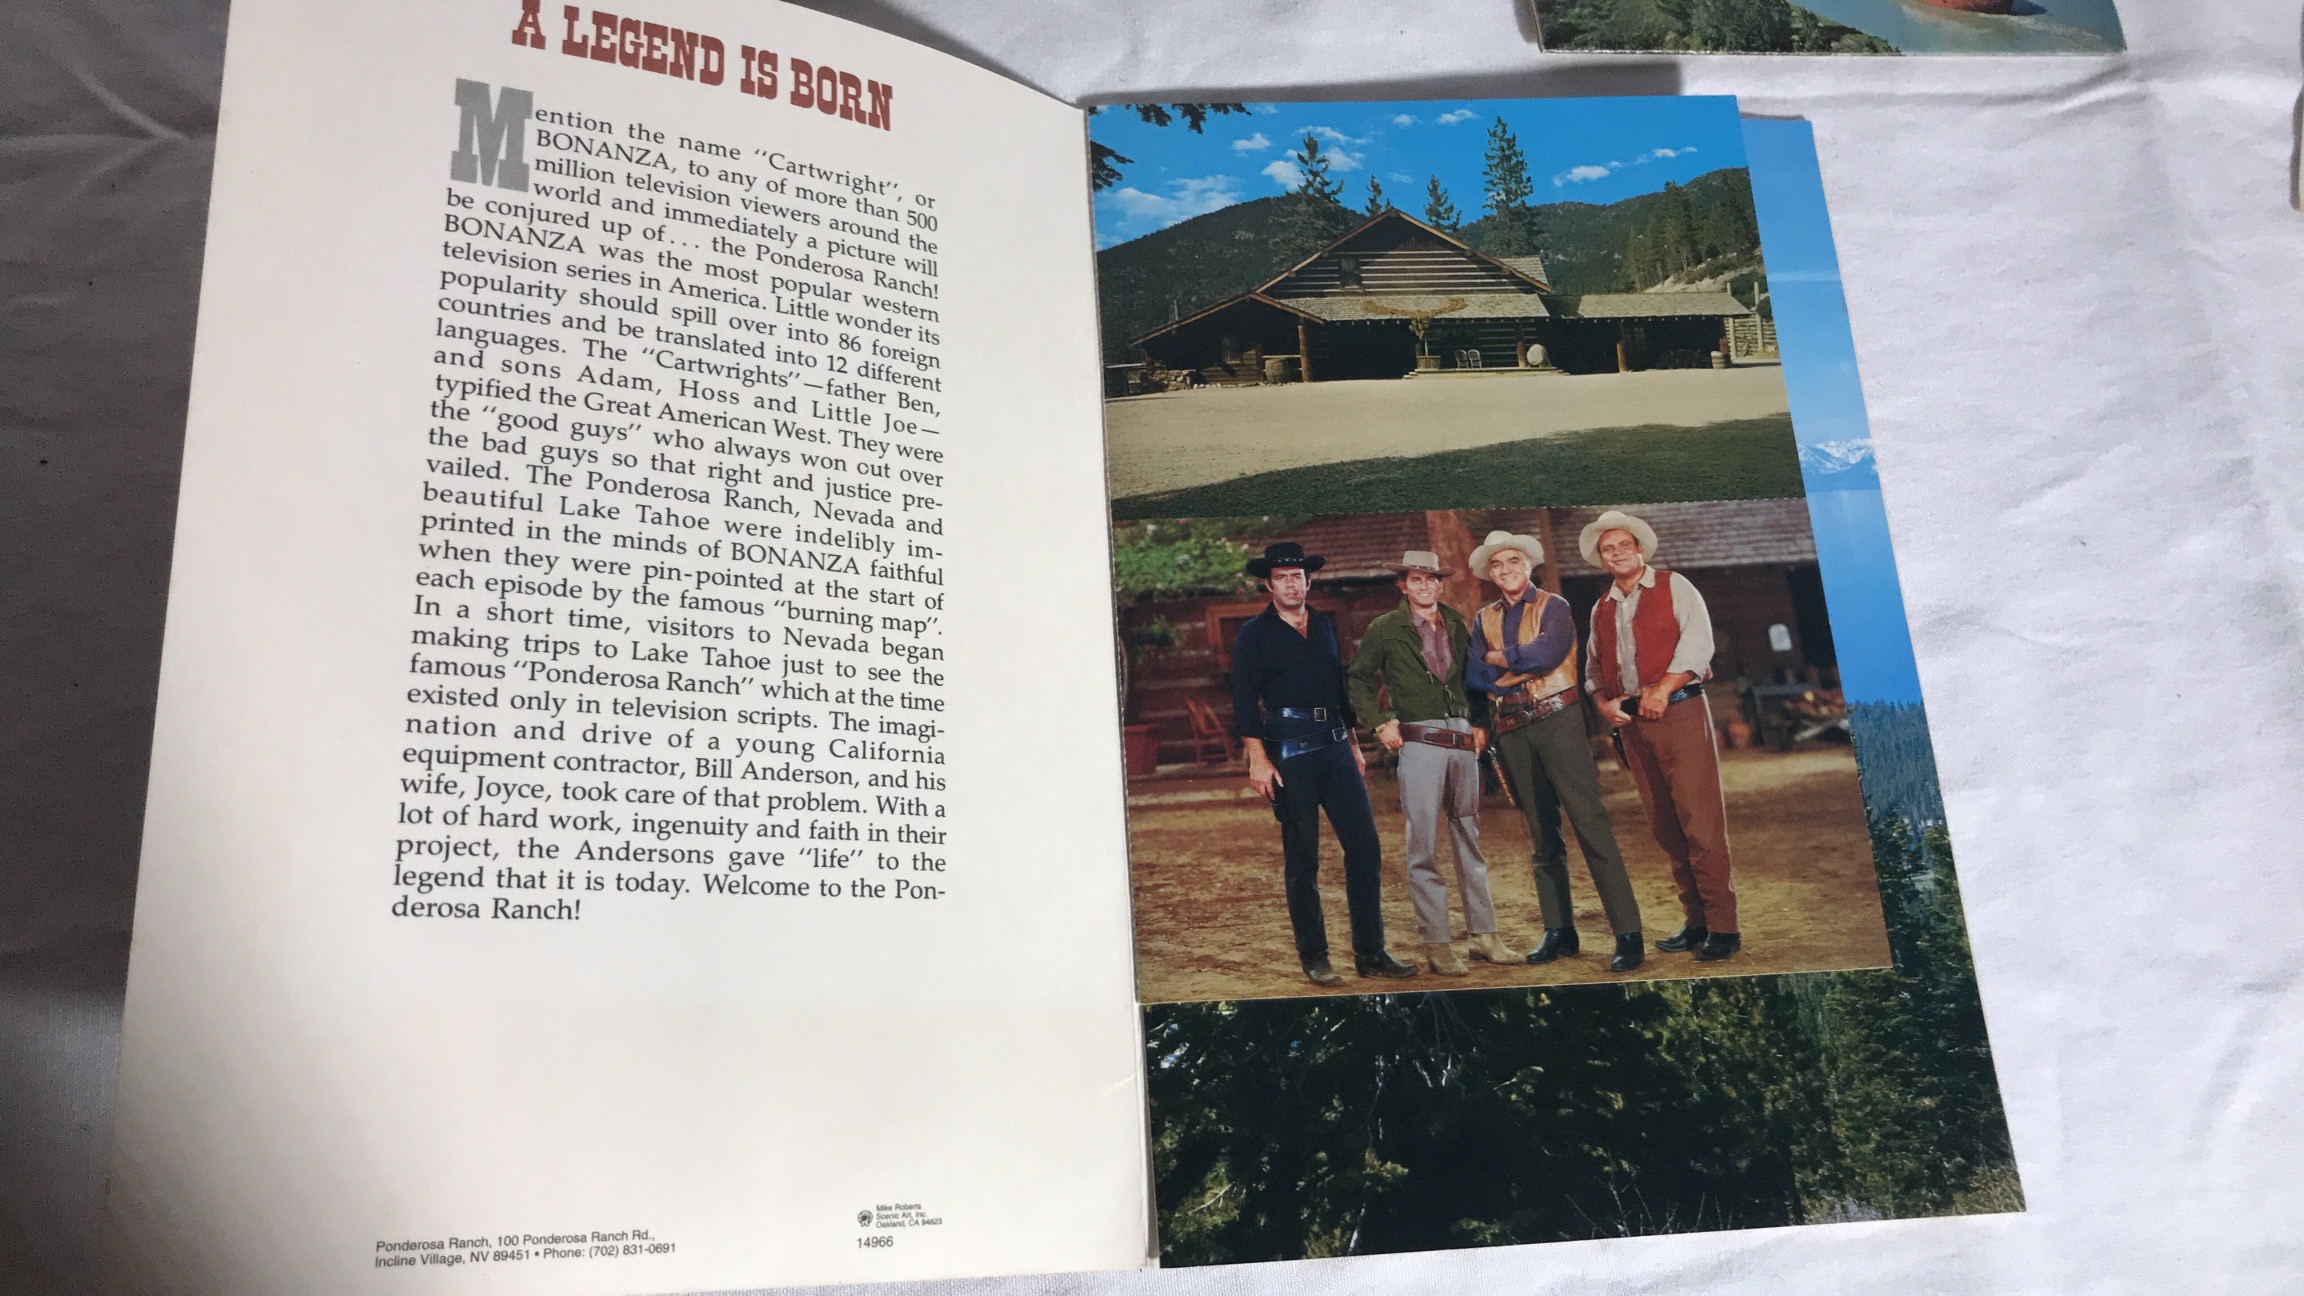 A LEGEND IS BORN
Mention the name "Cartwright", or
BONANZA, to any of more than 500
million television viewers around the
world and immediately a picture will
be conjured up of... the Ponderosa Ranch!
BONANZA was the most popular western
television series in America. Little wonder its
popularity should spill over into 86 foreign
countries and be translated into 12 different
languages. The "Cartwrights"—father Ben,
and sons Adam, Hoss and Little Joe—
typified the Great American West. They were
the "good guys" who always won out over
the bad guys so that right and justice pre-
vailed. The Ponderosa Ranch, Nevada and
beautiful Lake Tahoe were indelibly im-
printed in the minds of BONANZA faithful
when they were pin-pointed at the start of
each episode by the famous "burning map".
In a short time, visitors to Nevada began
making trips to Lake Tahoe just to see the
famous "Ponderosa Ranch" which at the time
existed only in television scripts. The imagi-
nation and drive of a young California
equipment contractor, Bill Anderson, and his
wife, Joyce, took care of that problem. With a
lot of hard work, ingenuity and faith in their
project, the Andersons gave "life" to the
legend that it is today. Welcome to the Pon-
derosa Ranch!
Ponderosa Ranch, 100 Ponderosa Ranch Rd.,
Incline Village, NV 89451 • Phone: (702) 831-0691
Mike Roberts
Scenic Art, Inc.
Oakland, CA 94623
14966